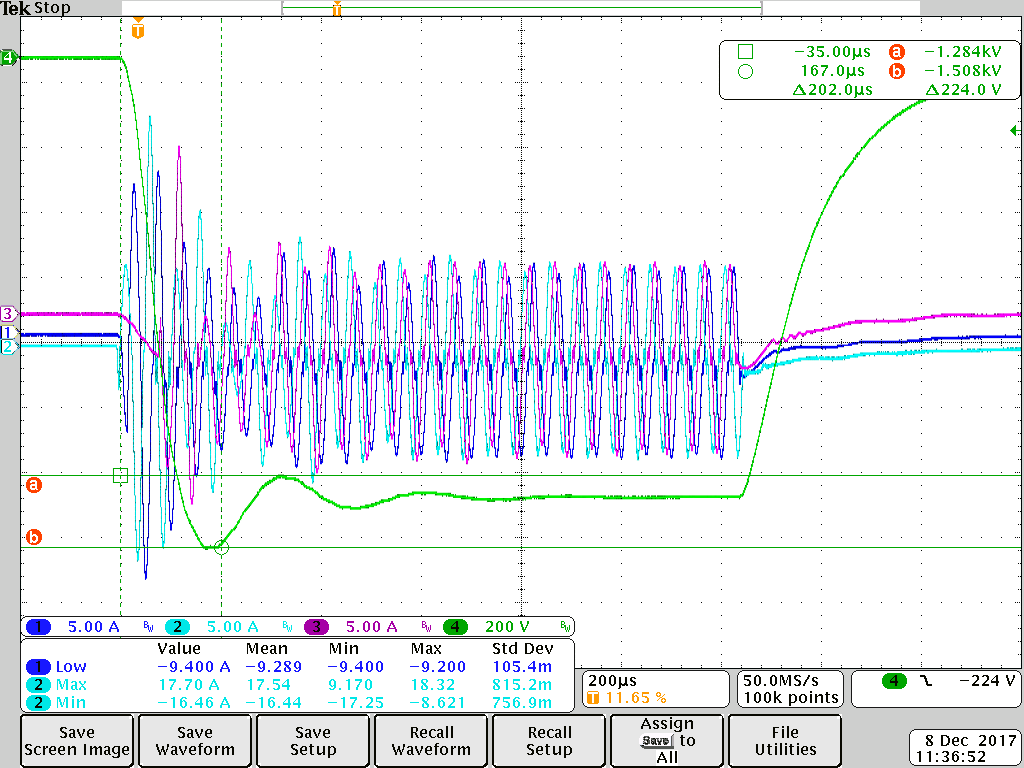 Tek Stop
T
T
4
−35.00µs a −1.284kV
167.0µs b −1.508kV
Δ202.0µs Δ224.0 V
3
1
2
a
b
1 5.00 A BW 2 5.00 A BW 3 5.00 A BW 4 200 V BW
Value Mean Min Max Std Dev
1 Low −9.400 A −9.289 −9.400 −9.200 105.4m
2 Max 17.70 A 17.54 9.170 18.32 815.2m
2 Min −16.46 A −16.44 −17.25 −8.621 756.9m
200µs
T 11.65 %
50.0MS/s
100k points
4 −224 V
Save
Screen Image
Save
Waveform
Save
Setup
Recall
Waveform
Recall
Setup
Assign
Save to
All
File
Utilities
8 Dec 2017
11:36:52